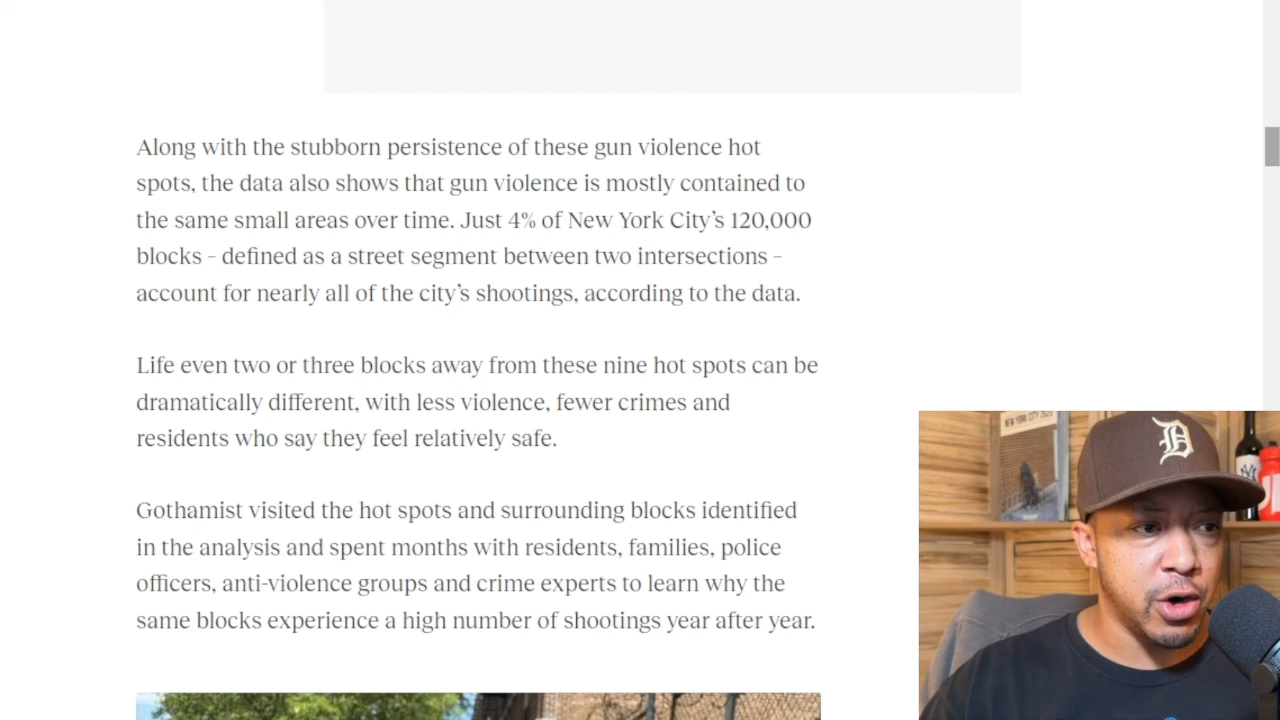 Along with the stubborn persistence of these gun violence hot
spots, the data also shows that gun violence is mostly contained to
the same small areas over time. Just 4% of New York City’s 120,000
blocks – defined as a street segment between two intersections –
account for nearly all of the city’s shootings, according to the data.
Life even two or three blocks away from these nine hot spots can be
dramatically different, with less violence, fewer crimes and
residents who say they feel relatively safe.
Gothamist visited the hot spots and surrounding blocks identified
in the analysis and spent months with residents, families, police
officers, anti-violence groups and crime experts to learn why the
same blocks experience a high number of shootings year after year.
D
NY